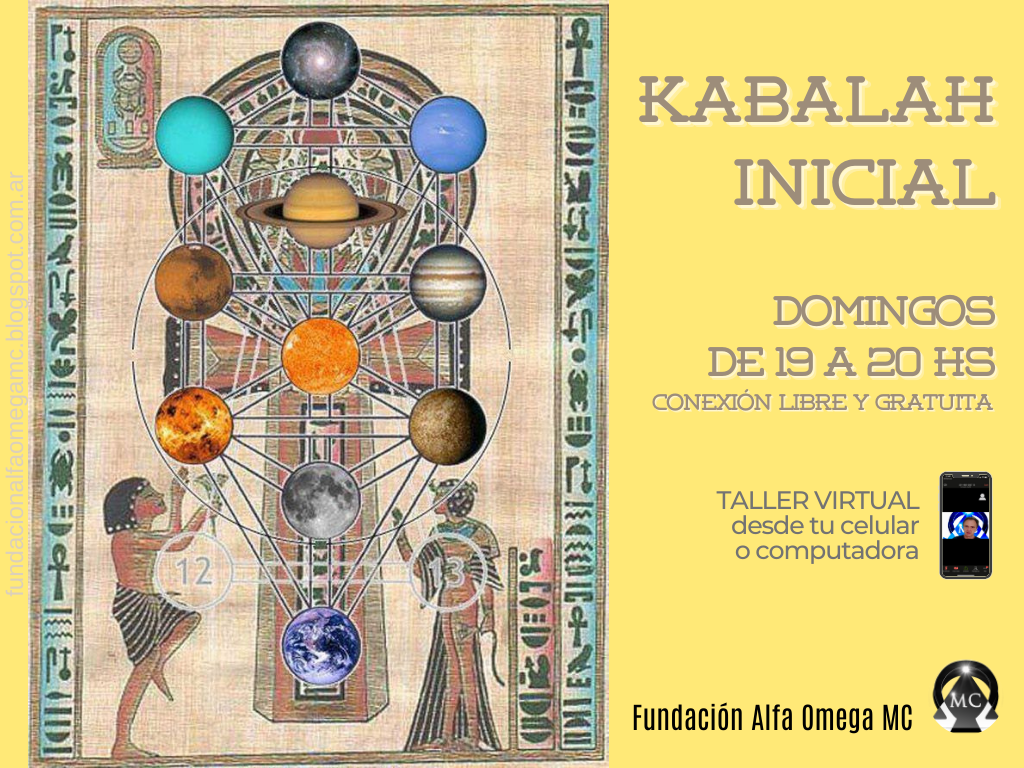 fundacionalfaomegamc.blogspot.com.ar
12
13
KABALAH
INICIAL
DOMINGOS
DE 19 A 20 HS
CONEXIÓN LIBRE Y GRATUITA
TALLER VIRTUAL
desde tu celular
o computadora
Fundación Alfa Omega MC
MC